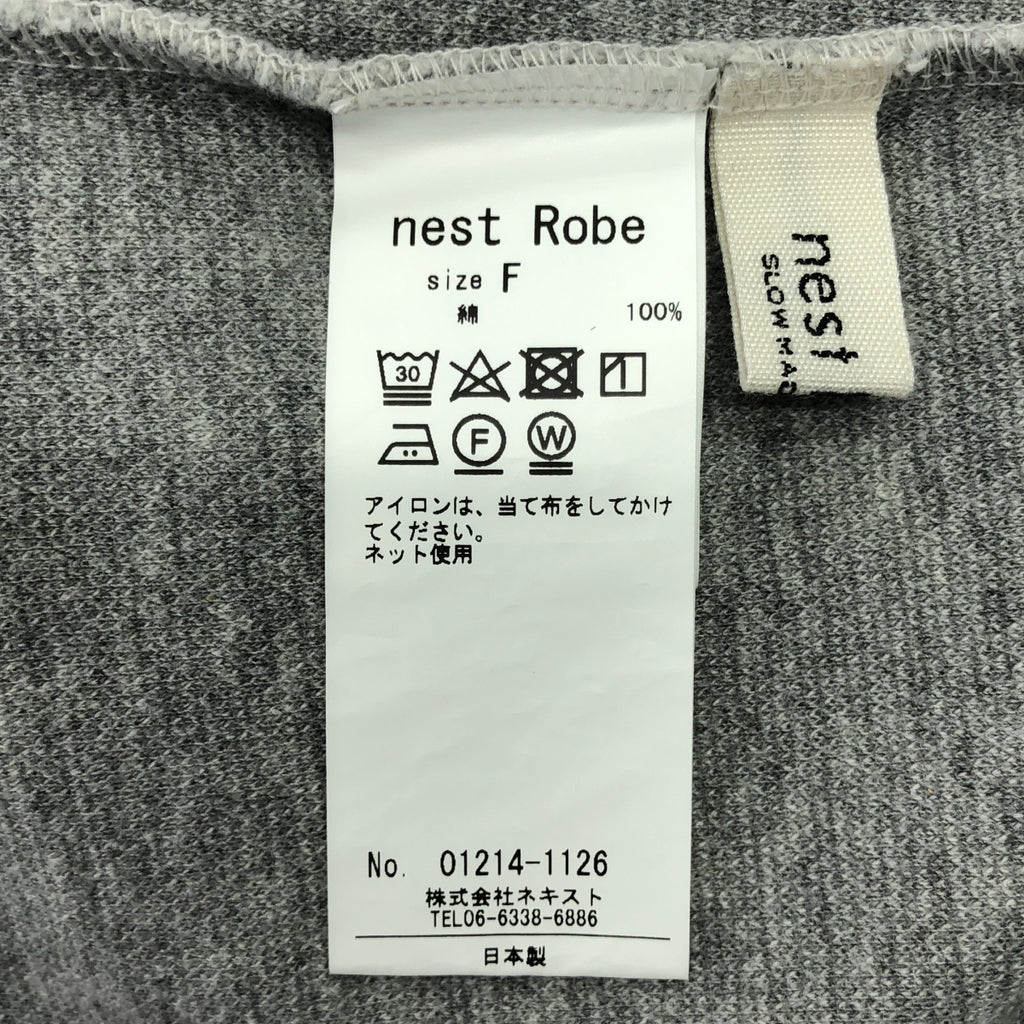 nest Robe
size F
綿 100%
30
F W
アイロンは、当て布をしてかけ
てください。
ネット使用
No. 01214-1126
株式会社ネキスト
TEL06-6338-6886
日本製
nest
SLOW MAD